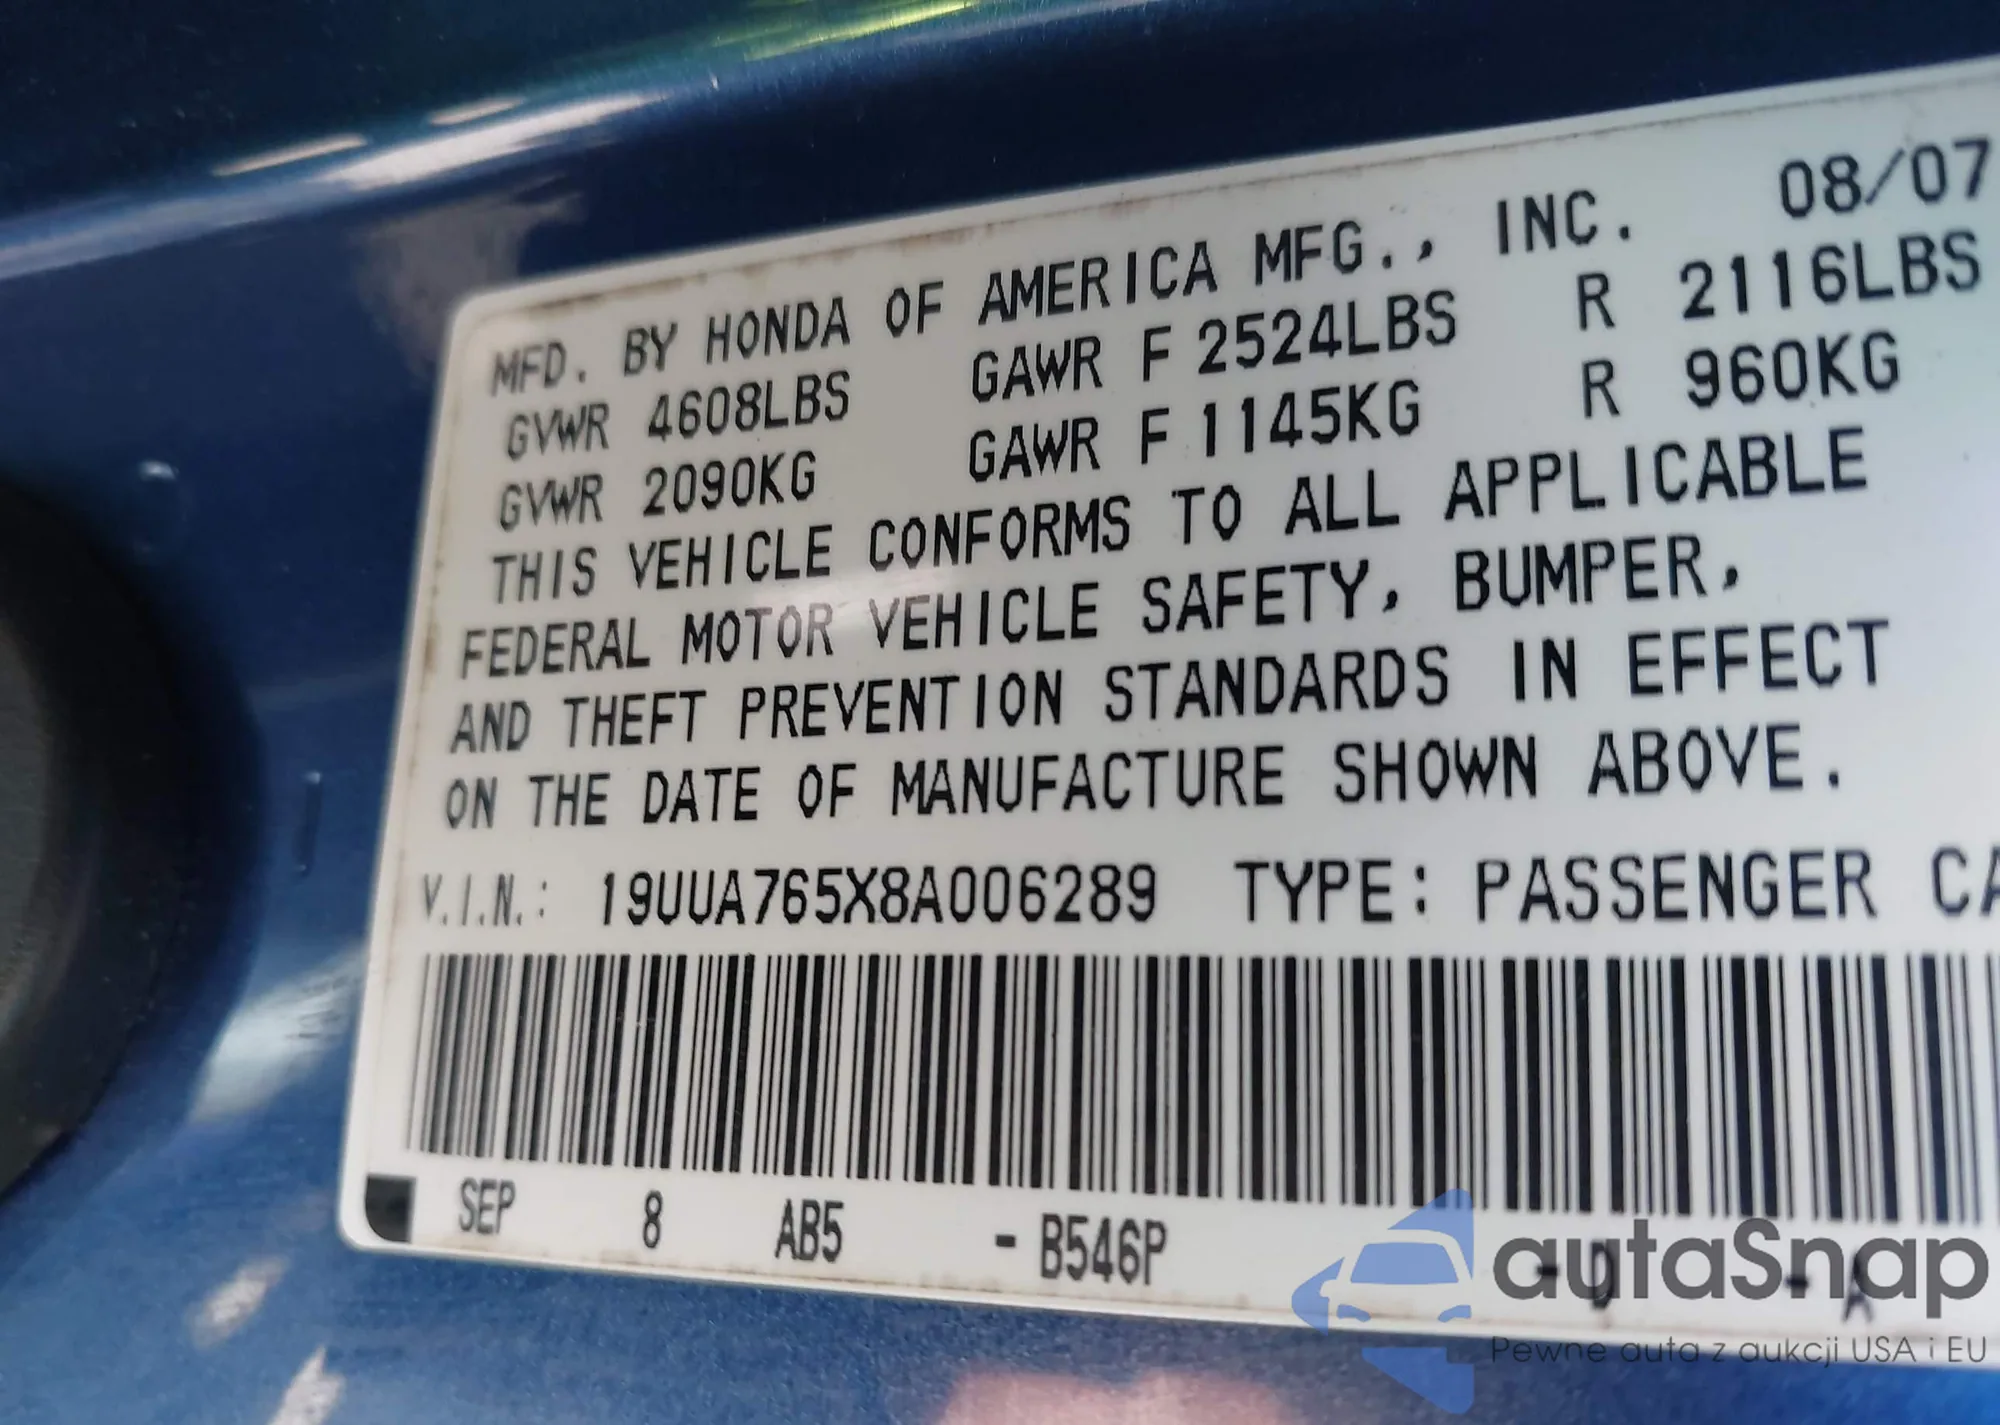 MFD. BY HONDA OF AMERICA MFG., INC. 08/07
GVWR 4608LBS GAWR F 2524LBS R 2116LBS
GVWR 2090KG GAWR F 1145KG R 960KG
THIS VEHICLE CONFORMS TO ALL APPLICABLE
FEDERAL MOTOR VEHICLE SAFETY, BUMPER,
AND THEFT PREVENTION STANDARDS IN EFFECT
ON THE DATE OF MANUFACTURE SHOWN ABOVE.
V.I.N.: 19UUA765X8A006289 TYPE: PASSENGER CA
SEP 8 AB5 - B546P - D - A
autaSnap
Pewne auta z aukcji USA i EU